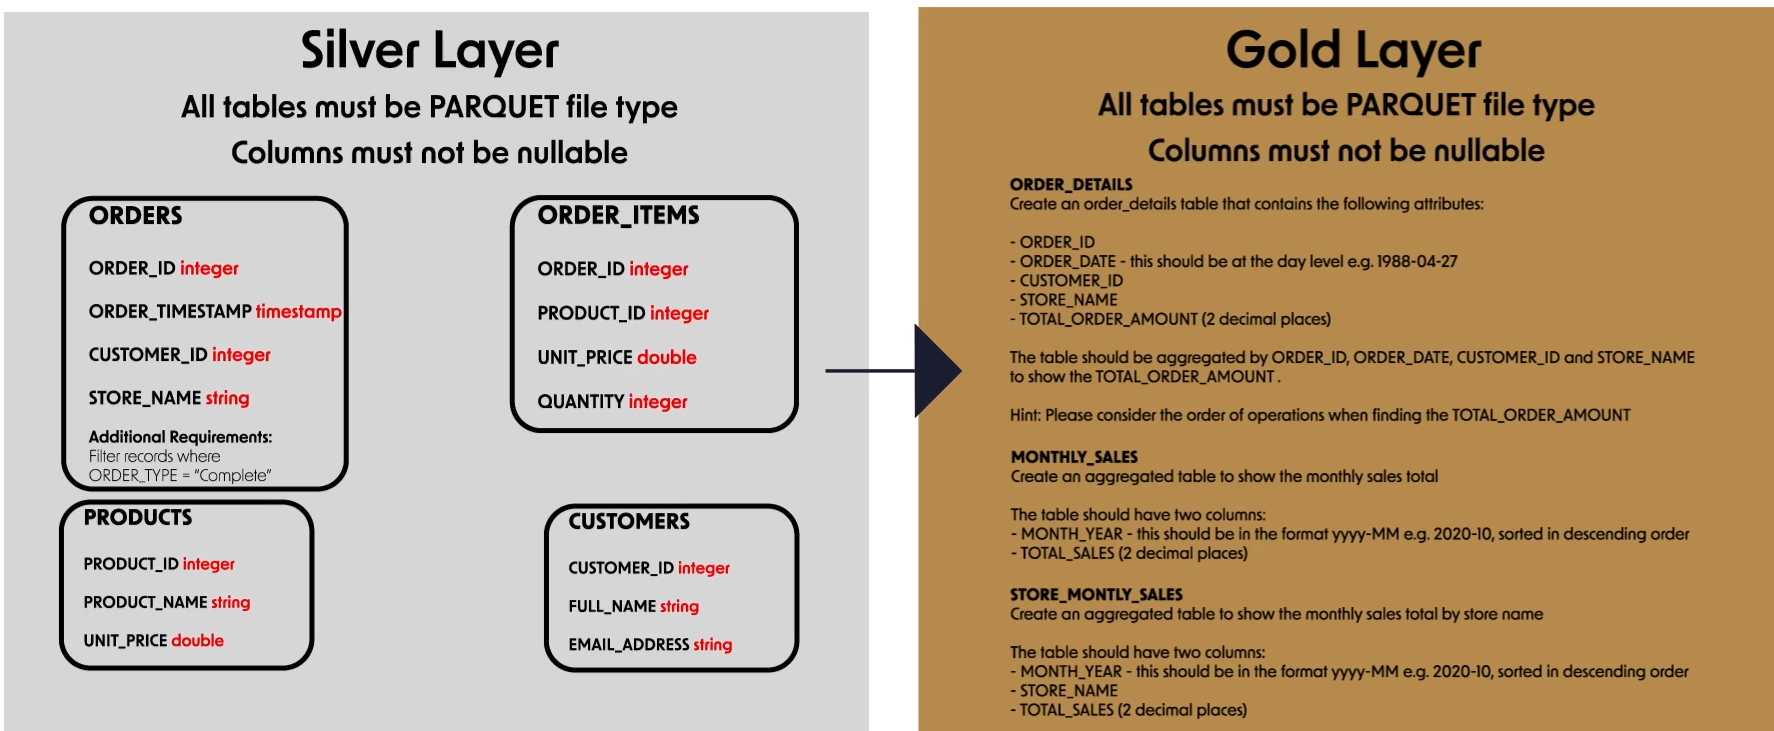 Silver Layer
All tables must be PARQUET file type
Columns must not be nullable
ORDERS
ORDER_ID integer
ORDER_TIMESTAMP timestamp
CUSTOMER_ID integer
STORE_NAME string
Additional Requirements:
Filter records where
ORDER_TYPE = “Complete”
ORDER_ITEMS
ORDER_ID integer
PRODUCT_ID integer
UNIT_PRICE double
QUANTITY integer
PRODUCTS
PRODUCT_ID integer
PRODUCT_NAME string
UNIT_PRICE double
CUSTOMERS
CUSTOMER_ID integer
FULL_NAME string
EMAIL_ADDRESS string
Gold Layer
All tables must be PARQUET file type
Columns must not be nullable
ORDER_DETAILS
Create an order_details table that contains the following attributes:
- ORDER_ID
- ORDER_DATE - this should be at the day level e.g. 1988-04-27
- CUSTOMER_ID
- STORE_NAME
- TOTAL_ORDER_AMOUNT (2 decimal places)
The table should be aggregated by ORDER_ID, ORDER_DATE, CUSTOMER_ID and STORE_NAME
to show the TOTAL_ORDER_AMOUNT .
Hint: Please consider the order of operations when finding the TOTAL_ORDER_AMOUNT
MONTHLY_SALES
Create an aggregated table to show the monthly sales total
The table should have two columns:
- MONTH_YEAR - this should be in the format yyyy-MM e.g. 2020-10, sorted in descending order
- TOTAL_SALES (2 decimal places)
STORE_MONTLY_SALES
Create an aggregated table to show the monthly sales total by store name
The table should have two columns:
- MONTH_YEAR - this should be in the format yyyy-MM e.g. 2020-10, sorted in descending order
- STORE_NAME
- TOTAL_SALES (2 decimal places)